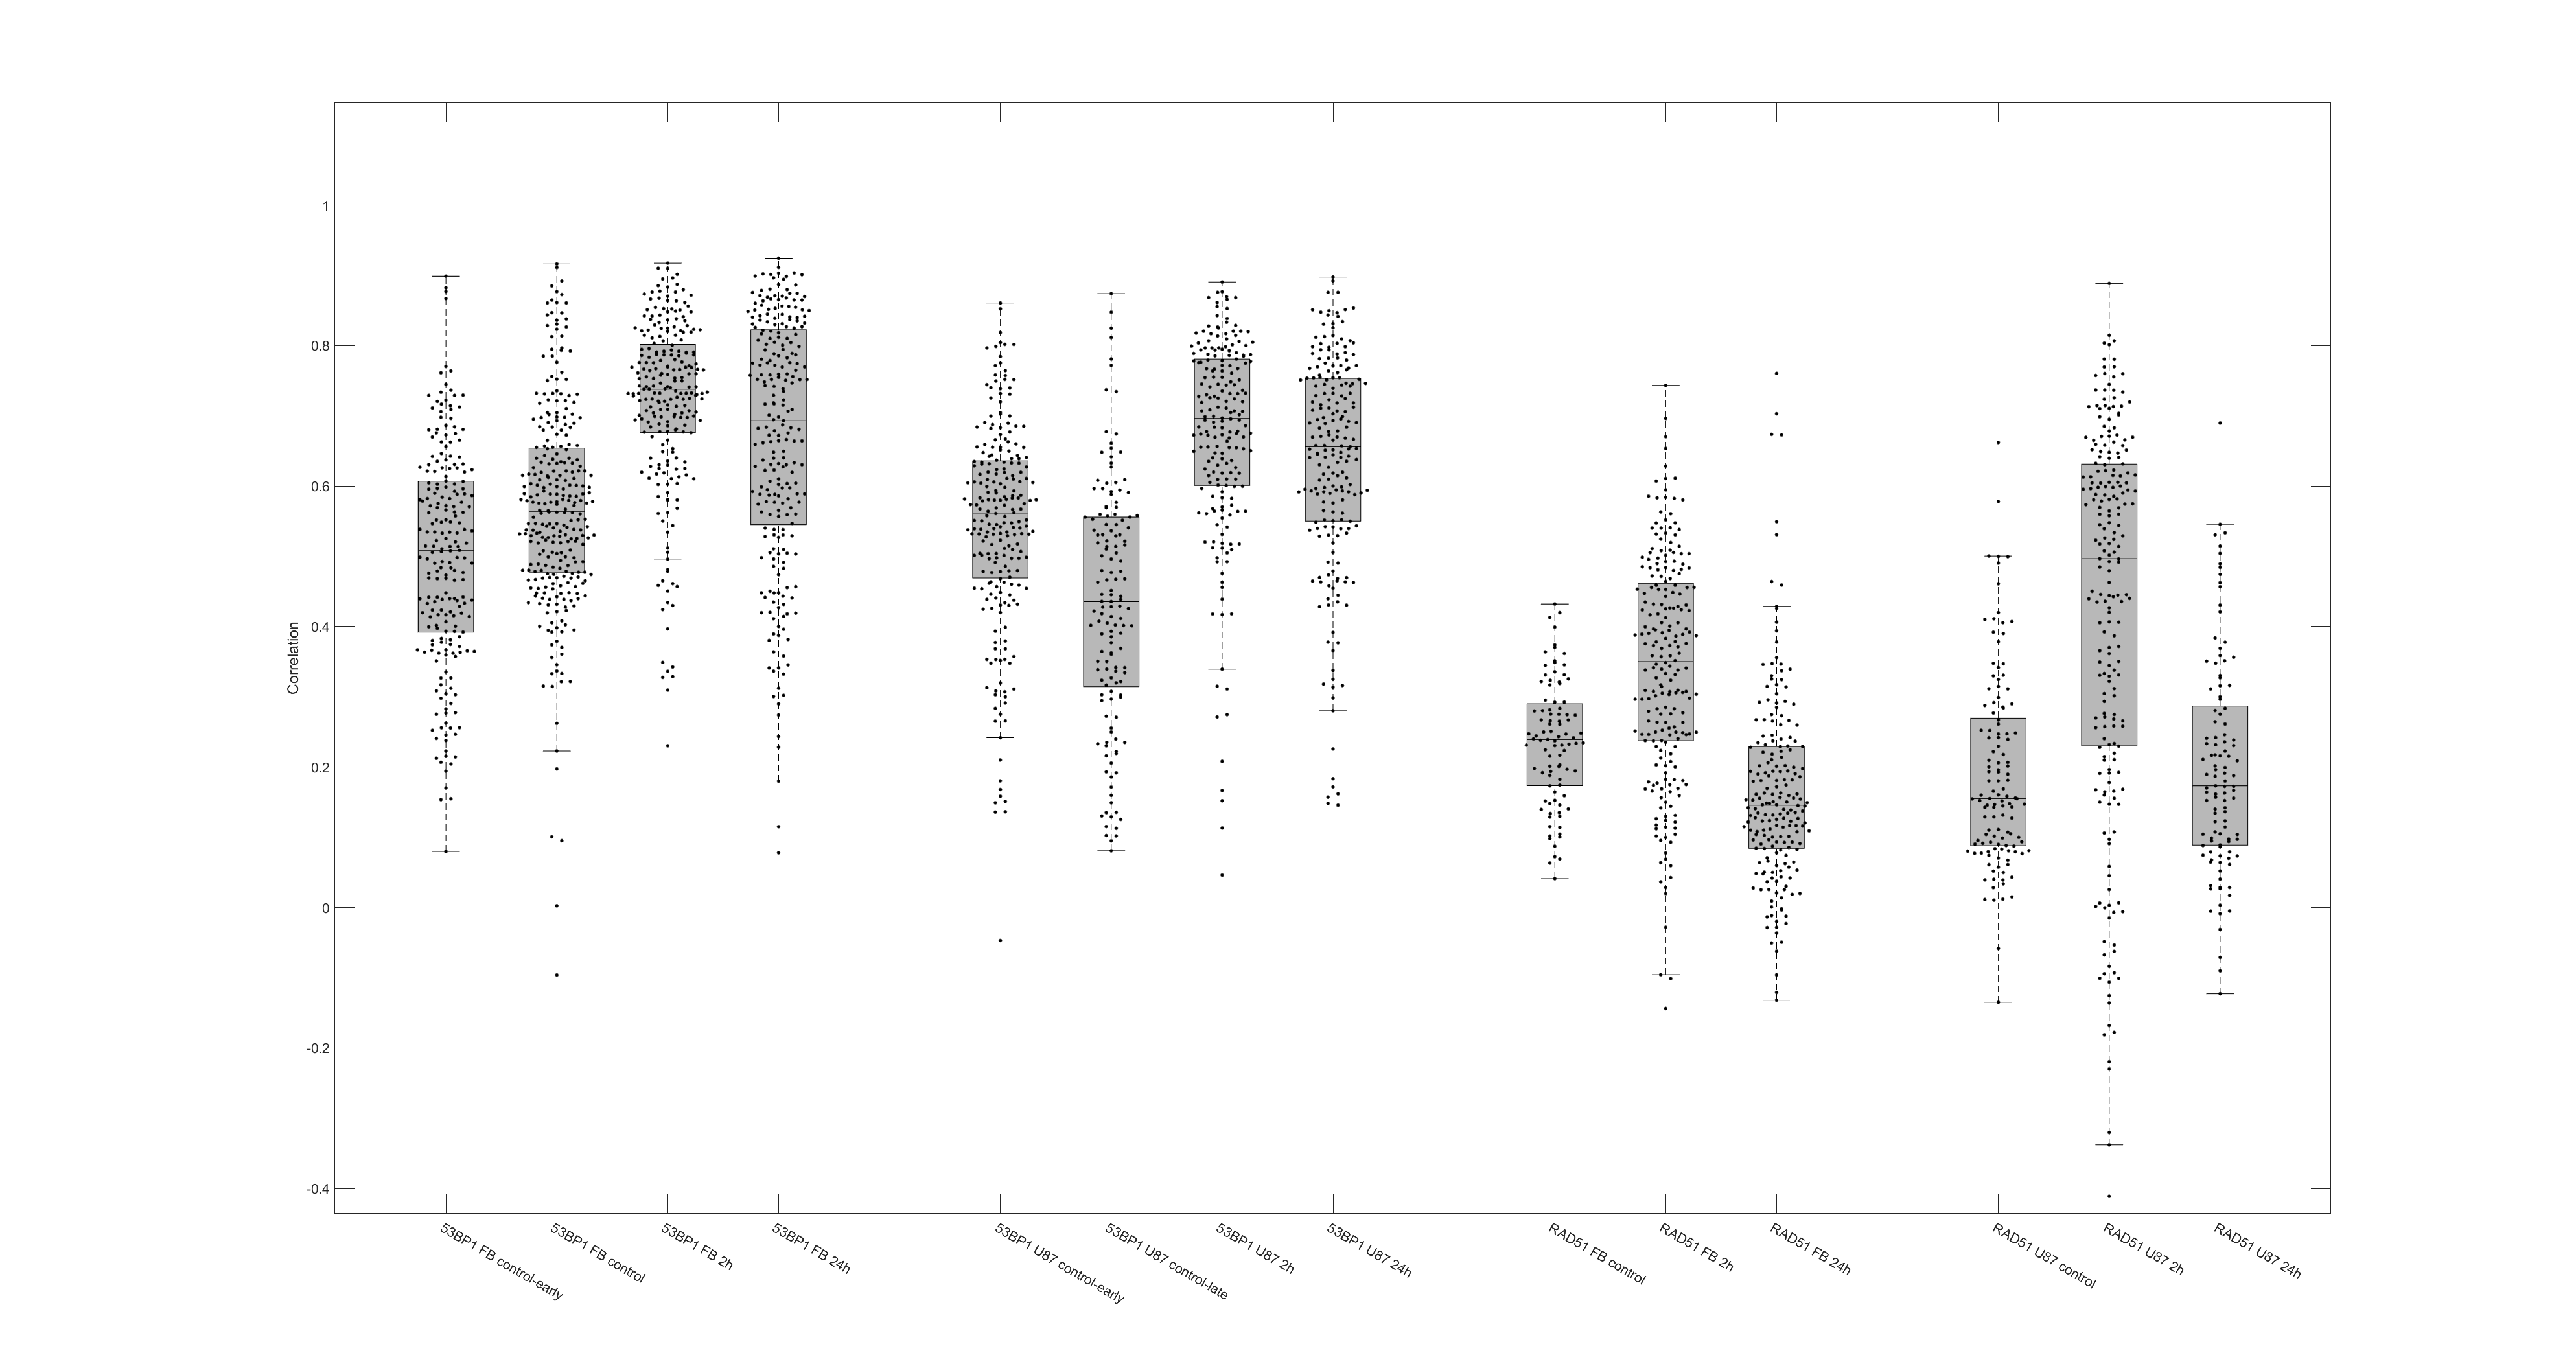 1
0.8
0.6
0.4
0.2
0
-0.2
-0.4
Correlation
53BP1 FB control-early
53BP1 FB control
53BP1 FB 2h
53BP1 FB 24h
53BP1 U87 control-early
53BP1 U87 control-late
53BP1 U87 2h
53BP1 U87 24h
RAD51 FB control
RAD51 FB 2h
RAD51 FB 24h
RAD51 U87 control
RAD51 U87 2h
RAD51 U87 24h